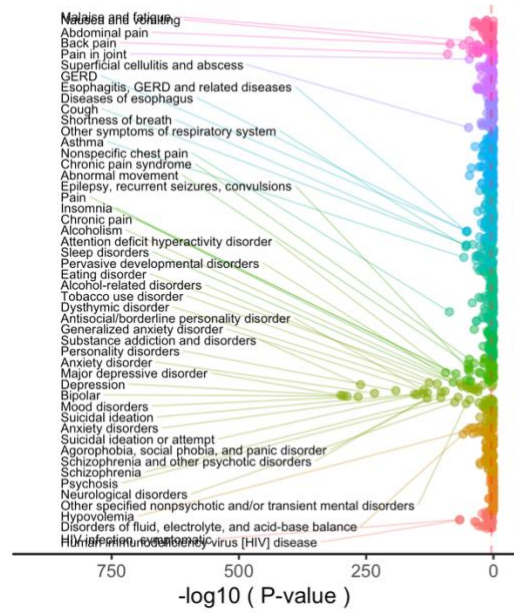 Malaise and fatigue
Nausea and vomiting
Abdominal pain
Back pain
Pain in joint
Superficial cellulitis and abscess
GERD
Esophagitis, GERD and related diseases
Diseases of esophagus
Cough
Shortness of breath
Other symptoms of respiratory system
Asthma
Nonspecific chest pain
Chronic pain syndrome
Abnormal movement
Epilepsy, recurrent seizures, convulsions
Pain
Insomnia
Chronic pain
Alcoholism
Attention deficit hyperactivity disorder
Sleep disorders
Pervasive developmental disorders
Eating disorder
Alcohol-related disorders
Tobacco use disorder
Dysthymic disorder
Antisocial/borderline personality disorder
Generalized anxiety disorder
Substance addiction and disorders
Personality disorders
Anxiety disorder
Major depressive disorder
Depression
Bipolar
Mood disorders
Suicidal ideation
Anxiety disorders
Suicidal ideation or attempt
Agorophobia, social phobia, and panic disorder
Schizophrenia and other psychotic disorders
Schizophrenia
Psychosis
Neurological disorders
Other specified nonpsychotic and/or transient mental disorders
Hypovolemia
Disorders of fluid, electrolyte, and acid-base balance
HIV infection, symptomatic
Human immunodeficiency virus [HIV] disease
750 500 250 0
-log10 ( P-value )